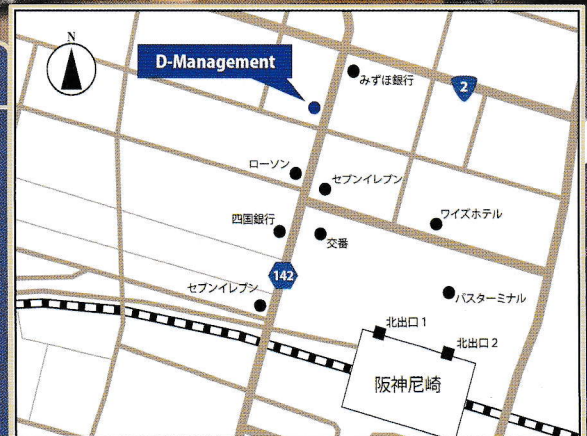 N
D-Management
みずほ銀行
2
ローソン
セブンイレブン
四国銀行
交番
ワイズホテル
142
セブンイレブン
バスターミナル
北出口1
北出口2
阪神尼崎